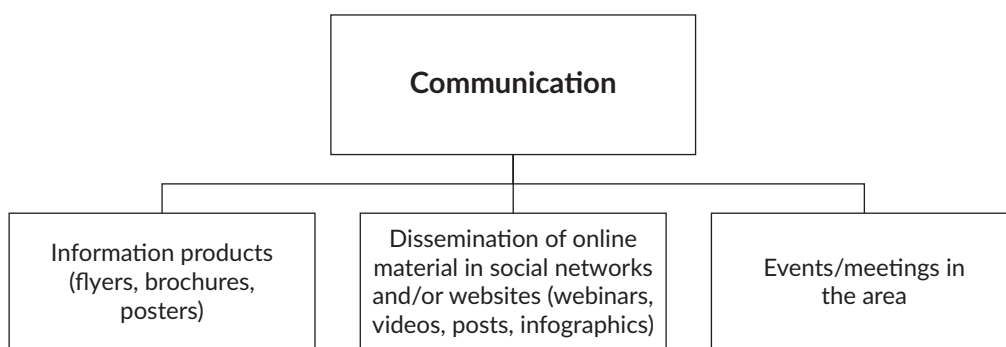 Communication
Information products
(flyers, brochures,
posters)
Dissemination of online
material in social networks
and/or websites (webinars,
videos, posts, infographics)
Events/meetings in
the area